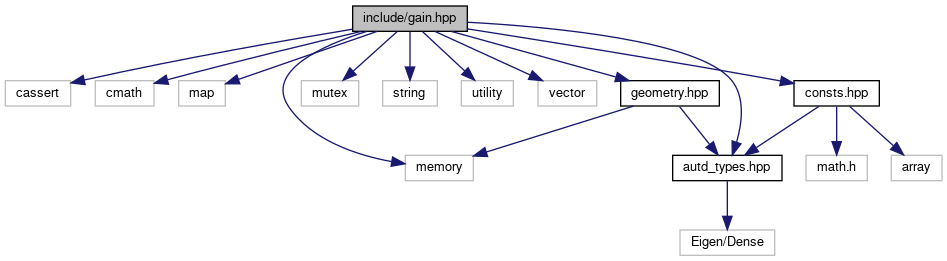 include/gain.hpp
cassert
cmath
map
mutex
string
utility
vector
geometry.hpp
consts.hpp
memory
autd_types.hpp
math.h
array
Eigen/Dense